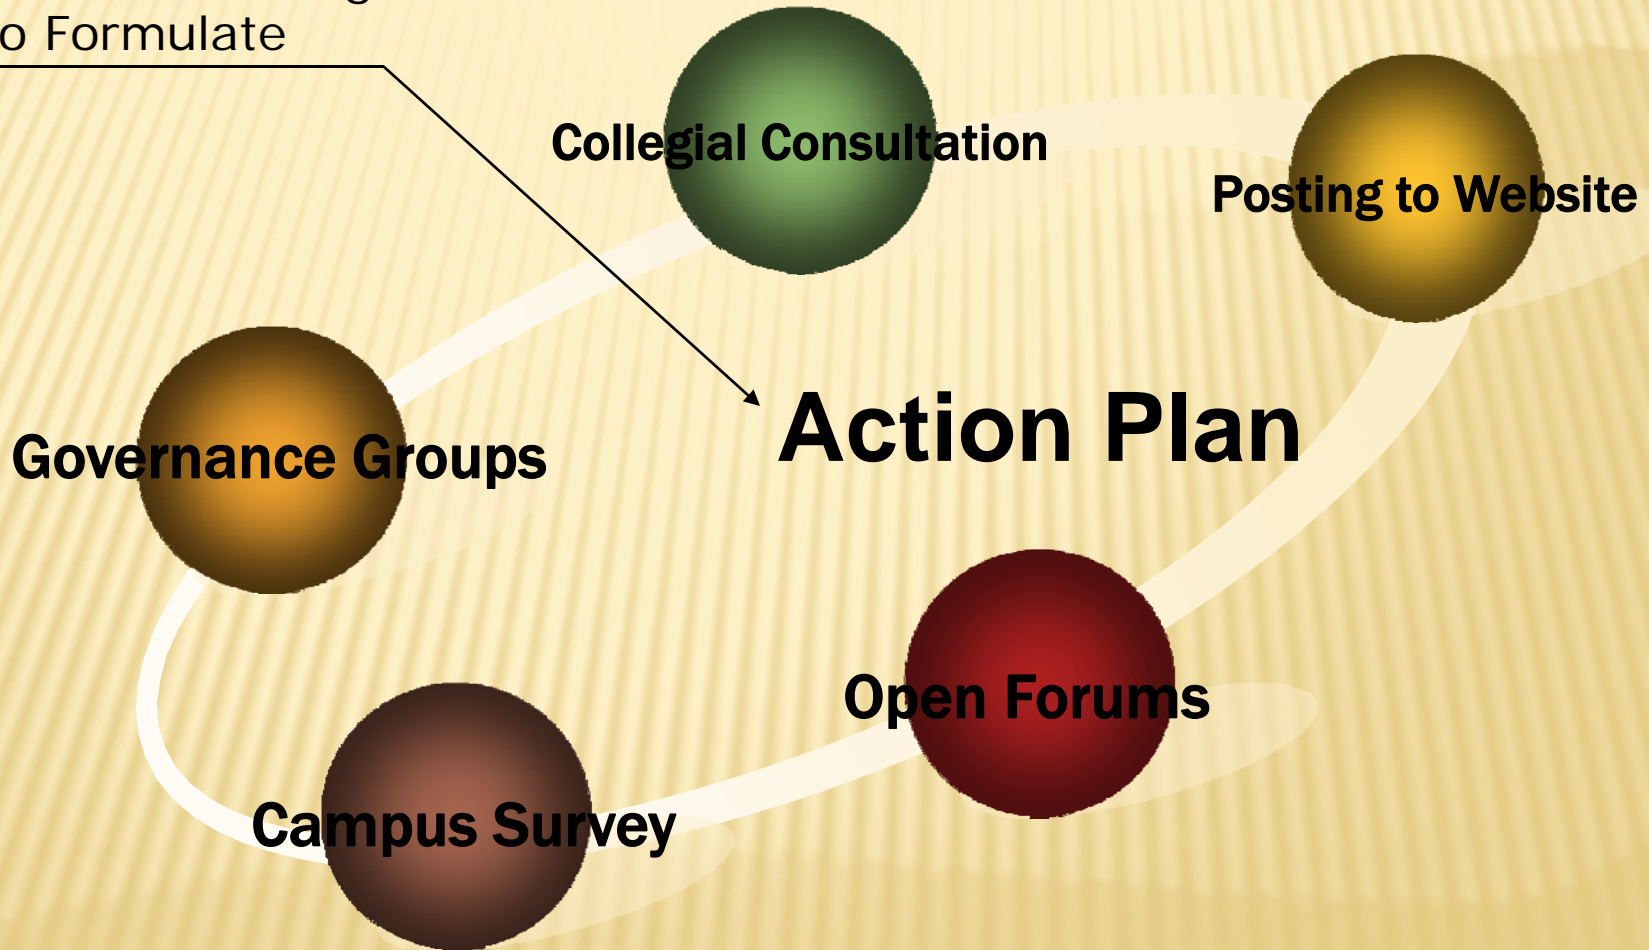 o Formulate
Collegial Consultation
Posting to Website
Action Plan
Governance Groups
Open Forums
Campus Survey